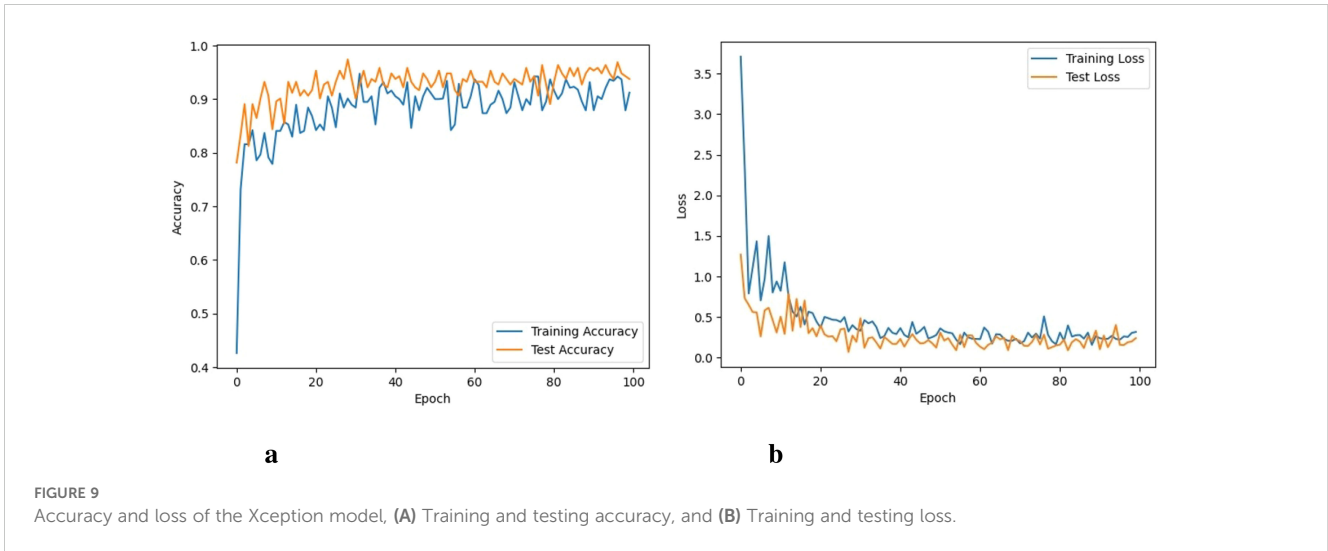 1.0
0.9
0.8
0.7
0.6
0.5
0.4
Accuracy
0 20 40 60 80 100
Epoch
Training Accuracy
Test Accuracy
a
3.5
3.0
2.5
2.0
1.5
1.0
0.5
0.0
Loss
0 20 40 60 80 100
Epoch
Training Loss
Test Loss
b
FIGURE 9
Accuracy and loss of the Xception model, (A) Training and testing accuracy, and (B) Training and testing loss.